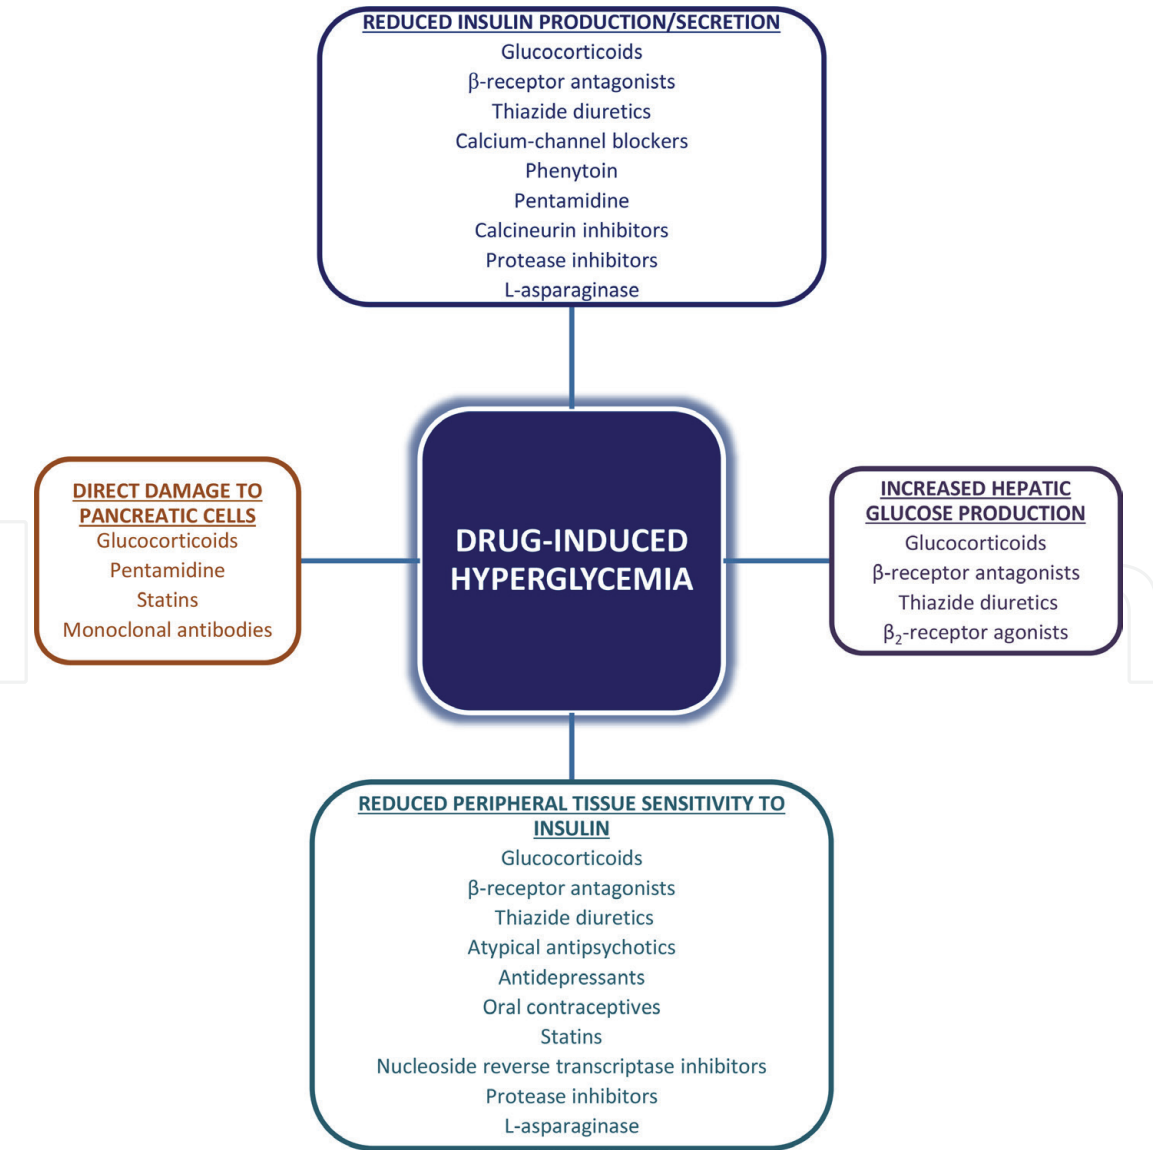 REDUCED INSULIN PRODUCTION/SECRETION
Glucocorticoids
β-receptor antagonists
Thiazide diuretics
Calcium-channel blockers
Phenytoin
Pentamidine
Calcineurin inhibitors
Protease inhibitors
L-asparaginase
DIRECT DAMAGE TO
PANCREATIC CELLS
Glucocorticoids
Pentamidine
Statins
Monoclonal antibodies
DRUG-INDUCED
HYPERGLYCEMIA
INCREASED HEPATIC
GLUCOSE PRODUCTION
Glucocorticoids
β-receptor antagonists
Thiazide diuretics
β₂-receptor agonists
REDUCED PERIPHERAL TISSUE SENSITIVITY TO
INSULIN
Glucocorticoids
β-receptor antagonists
Thiazide diuretics
Atypical antipsychotics
Antidepressants
Oral contraceptives
Statins
Nucleoside reverse transcriptase inhibitors
Protease inhibitors
L-asparaginase